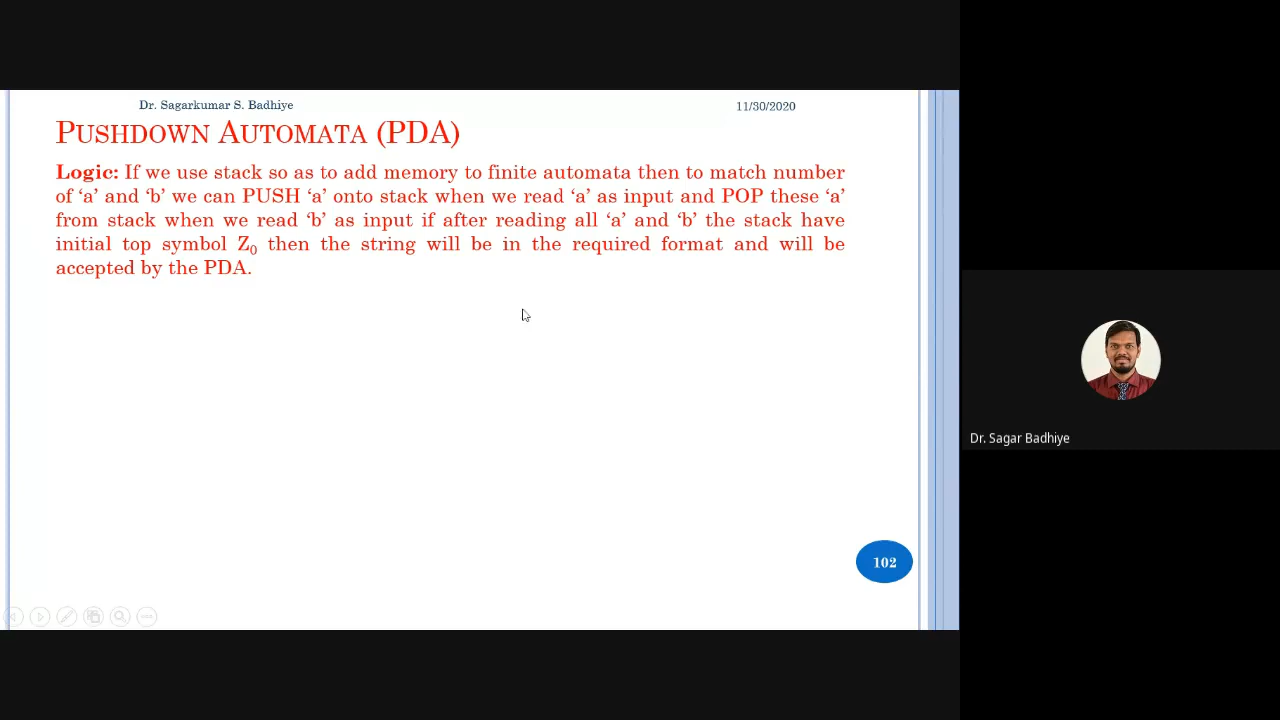 Dr. Sagarkumar S. Badhiye
11/30/2020
PUSHDOWN AUTOMATA (PDA)
Logic: If we use stack so as to add memory to finite automata then to match number
of ‘a’ and ‘b’ we can PUSH ‘a’ onto stack when we read ‘a’ as input and POP these ‘a’
from stack when we read ‘b’ as input if after reading all ‘a’ and ‘b’ the stack have
initial top symbol Z0 then the string will be in the required format and will be
accepted by the PDA.
102
Dr. Sagar Badhiye